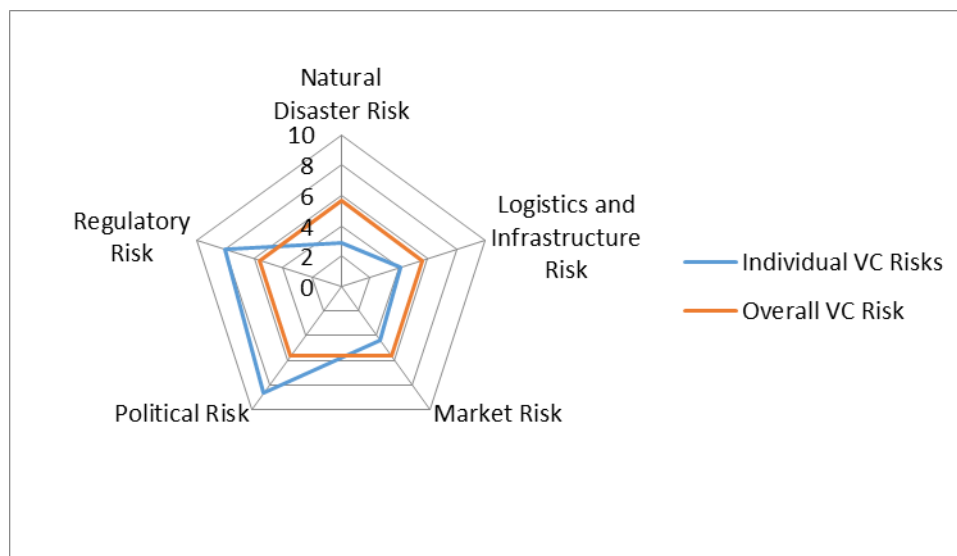 Natural
Disaster Risk
10
8
6
4
2
0
Logistics and
Infrastructure
Risk
Regulatory
Risk
Political Risk
Market Risk
Individual VC Risks
Overall VC Risk